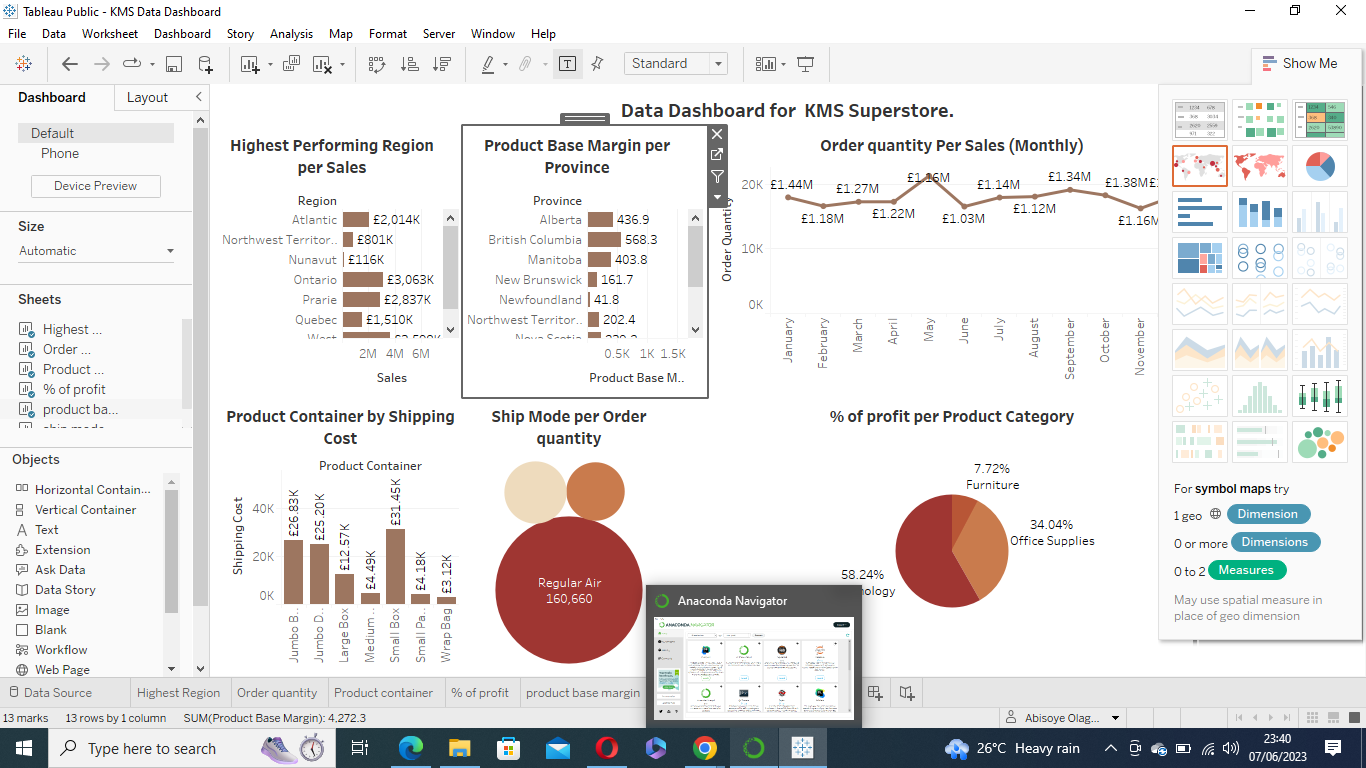 Tableau Public - KMS Data Dashboard
File Data Worksheet Dashboard Story Analysis Map Format Server Window Help
Standard
Show Me
Dashboard Layout
Default
Phone
Device Preview
Size
Automatic
Sheets
Highest ...
Order ...
Product ...
% of profit
product ba...
Objects
Horizontal Contain...
Vertical Container
Text
Extension
Ask Data
Data Story
Image
Blank
Workflow
Web Page
Data Dashboard for KMS Superstore.
Highest Performing Region
per Sales
Region
Atlantic £2,014K
Northwest Territor.. £801K
Nunavut £116K
Ontario £3,063K
Prarie £2,837K
Quebec £1,510K
2M 4M 6M
Sales
Product Base Margin per
Province
Province
Alberta 436.9
British Columbia 568.3
Manitoba 403.8
New Brunswick 161.7
Newfoundland 41.8
Northwest Territor.. 202.4
0.5K 1K 1.5K
Product Base M..
Order quantity Per Sales (Monthly)
Order Quantity
20K
10K
0K
£1.44M
£1.18M
£1.27M
£1.22M
£1.16M
£1.03M
£1.14M
£1.12M
£1.34M
£1.38M
£1.16M
January
February
March
April
May
June
July
August
September
October
November
Product Container by Shipping
Cost
Product Container
Shipping Cost
40K
20K
0K
£26.83K
£25.20K
£12.57K
£4.49K
£31.45K
£4.18K
£3.12K
Jumbo B..
Jumbo D..
Large Box
Medium ..
Small Box
Small Pa..
Wrap Bag
Ship Mode per Order
quantity
Regular Air
160,660
% of profit per Product Category
7.72%
Furniture
34.04%
Office Supplies
58.24%
nology
For symbol maps try
1 geo Dimension
0 or more Dimensions
0 to 2 Measures
May use spatial measure in
place of geo dimension
Anaconda Navigator
Data Source Highest Region Order quantity Product container % of profit product base margin
13 marks 13 rows by 1 column SUM(Product Base Margin): 4,272.3
Abisoye Olag...
Type here to search
26°C Heavy rain
23:40
07/06/2023